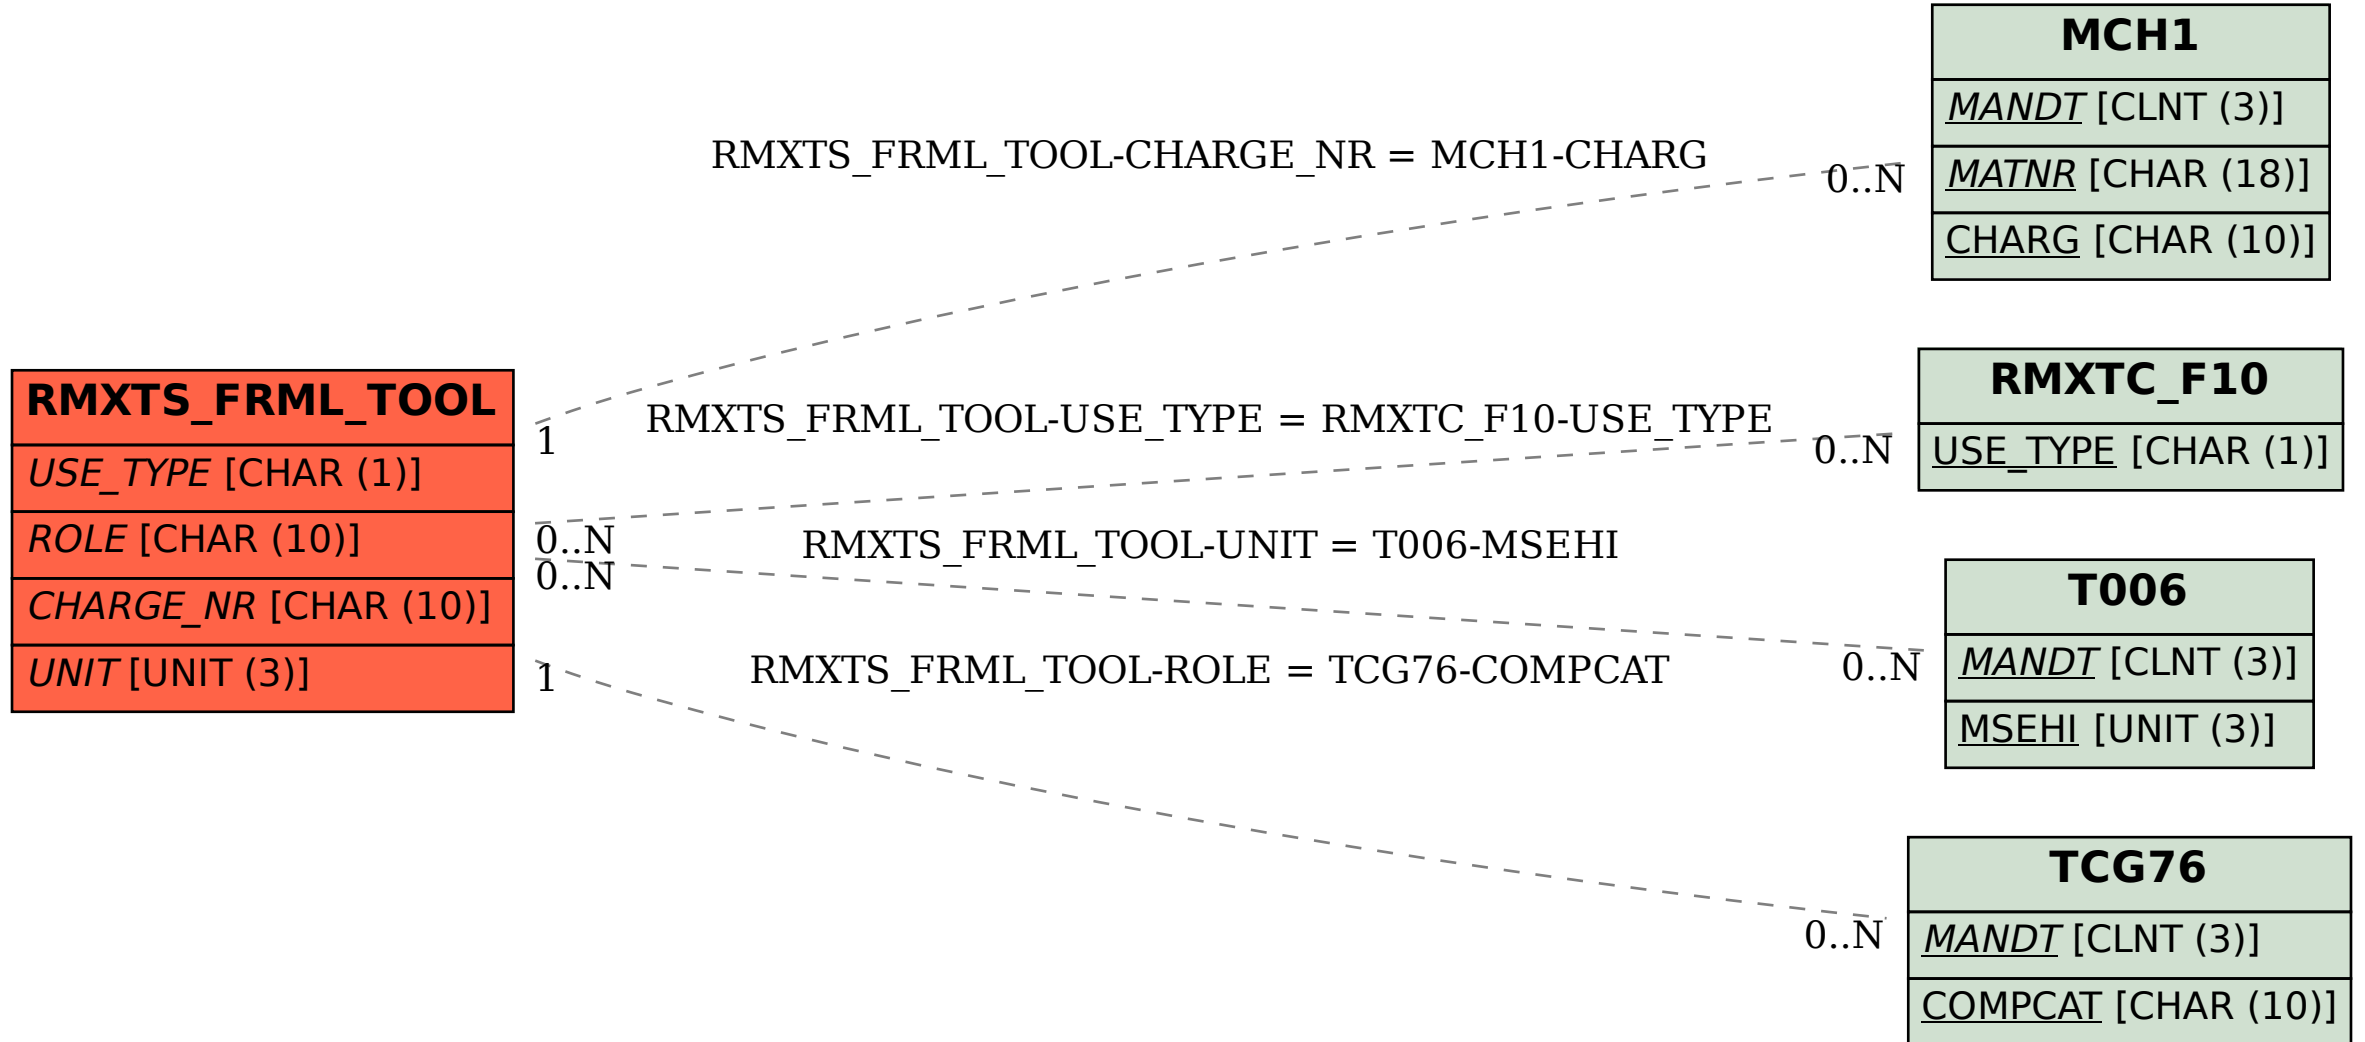 RMXTS_FRML_TOOL
USE_TYPE [CHAR (1)]
ROLE [CHAR (10)]
CHARGE_NR [CHAR (10)]
UNIT [UNIT (3)]
RMXTS_FRML_TOOL-CHARGE_NR = MCH1-CHARG
1
0..N
RMXTS_FRML_TOOL-USE_TYPE = RMXTC_F10-USE_TYPE
0..N
0..N
RMXTS_FRML_TOOL-UNIT = T006-MSEHI
0..N
0..N
RMXTS_FRML_TOOL-ROLE = TCG76-COMPCAT
1
0..N
MCH1
MANDT [CLNT (3)]
MATNR [CHAR (18)]
CHARG [CHAR (10)]
RMXTC_F10
USE_TYPE [CHAR (1)]
T006
MANDT [CLNT (3)]
MSEHI [UNIT (3)]
TCG76
MANDT [CLNT (3)]
COMPCAT [CHAR (10)]